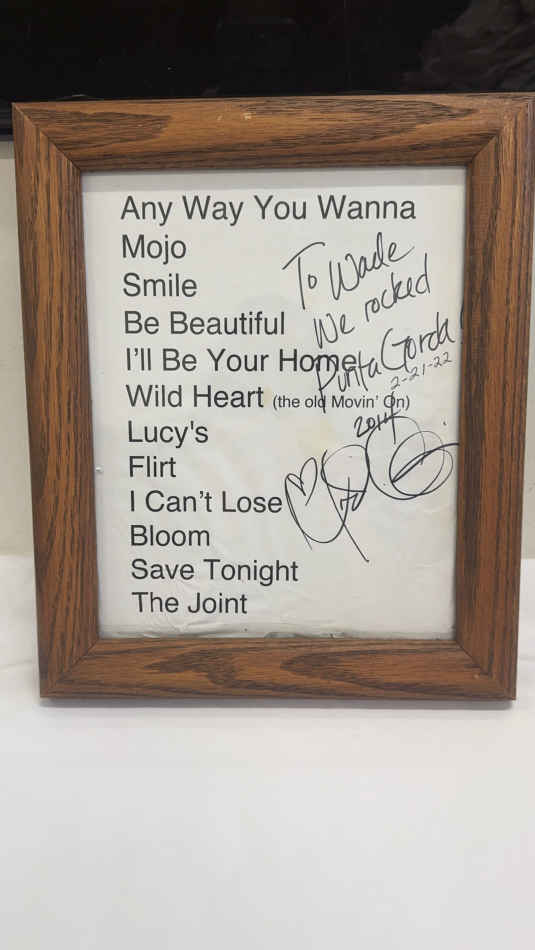 Any Way You Wanna
Mojo
Smile
Be Beautiful
I'll Be Your Home
Wild Heart (the old Movin' On)
Lucy's
Flirt
I Can't Lose
Bloom
Save Tonight
The Joint
To Wade
We rocked
Punta Gorda!
2-21-22
2014